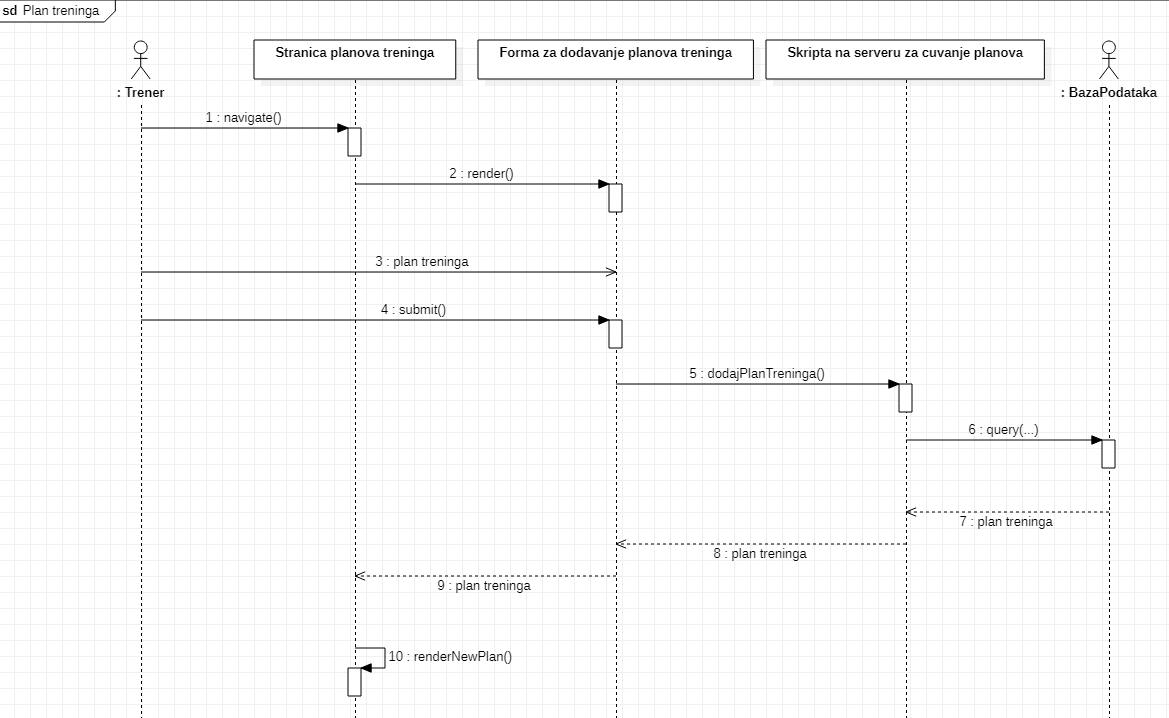 sd Plan treninga
Stranica planova treninga
Forma za dodavanje planova treninga
Skripta na serveru za cuvanje planova
: Trener
: BazaPodataka
1 : navigate()
2 : render()
3 : plan treninga
4 : submit()
5 : dodajPlanTreninga()
6 : query(...)
7 : plan treninga
8 : plan treninga
9 : plan treninga
10 : renderNewPlan()